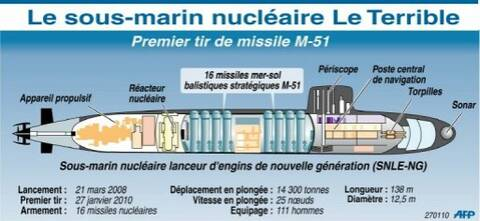 Le sous-marin nucléaire Le Terrible
Premier tir de missile M-51
16 missiles mer-sol
balistiques stratégiques M-51
Périscope
Poste central
de navigation
Torpilles
Sonar
Réacteur
nucléaire
Appareil propulsif
Sous-marin nucléaire lanceur d'engins de nouvelle génération (SNLE-NG)
Lancement : 21 mars 2008
Premier tir : 27 janvier 2010
Armement : 16 missiles nucléaires
Déplacement en plongée : 14 300 tonnes
Vitesse en plongée : 25 nœuds
Equipage : 111 hommes
Longueur : 138 m
Diamètre : 12,5 m
270110 AFP